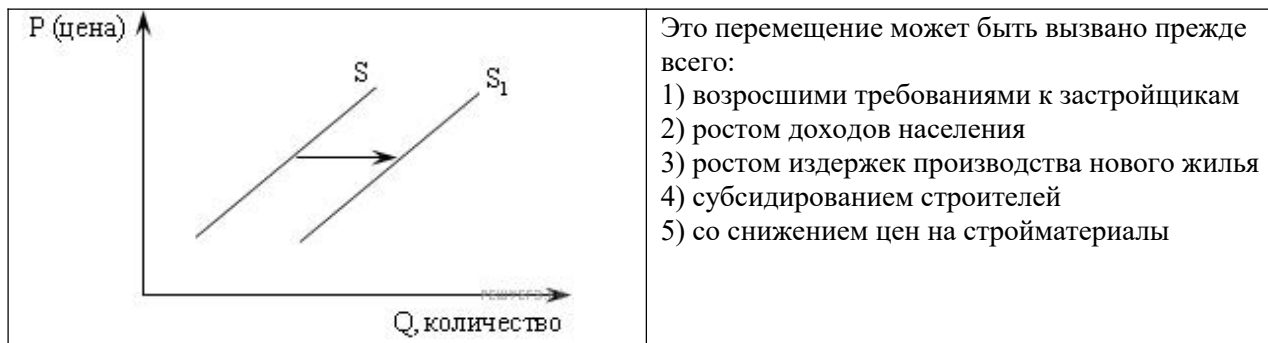 P (цена)
S
S1
Q, количество
Это перемещение может быть вызвано прежде
всего:
1) возросшими требованиями к застройщикам
2) ростом доходов населения
3) ростом издержек производства нового жилья
4) субсидированием строителей
5) со снижением цен на стройматериалы